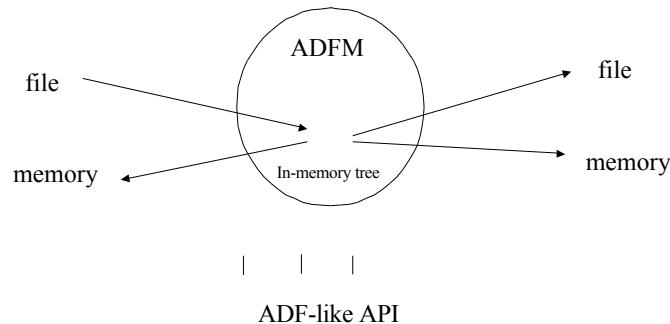 ADFM
file
file
memory
memory
In-memory tree
ADF-like API